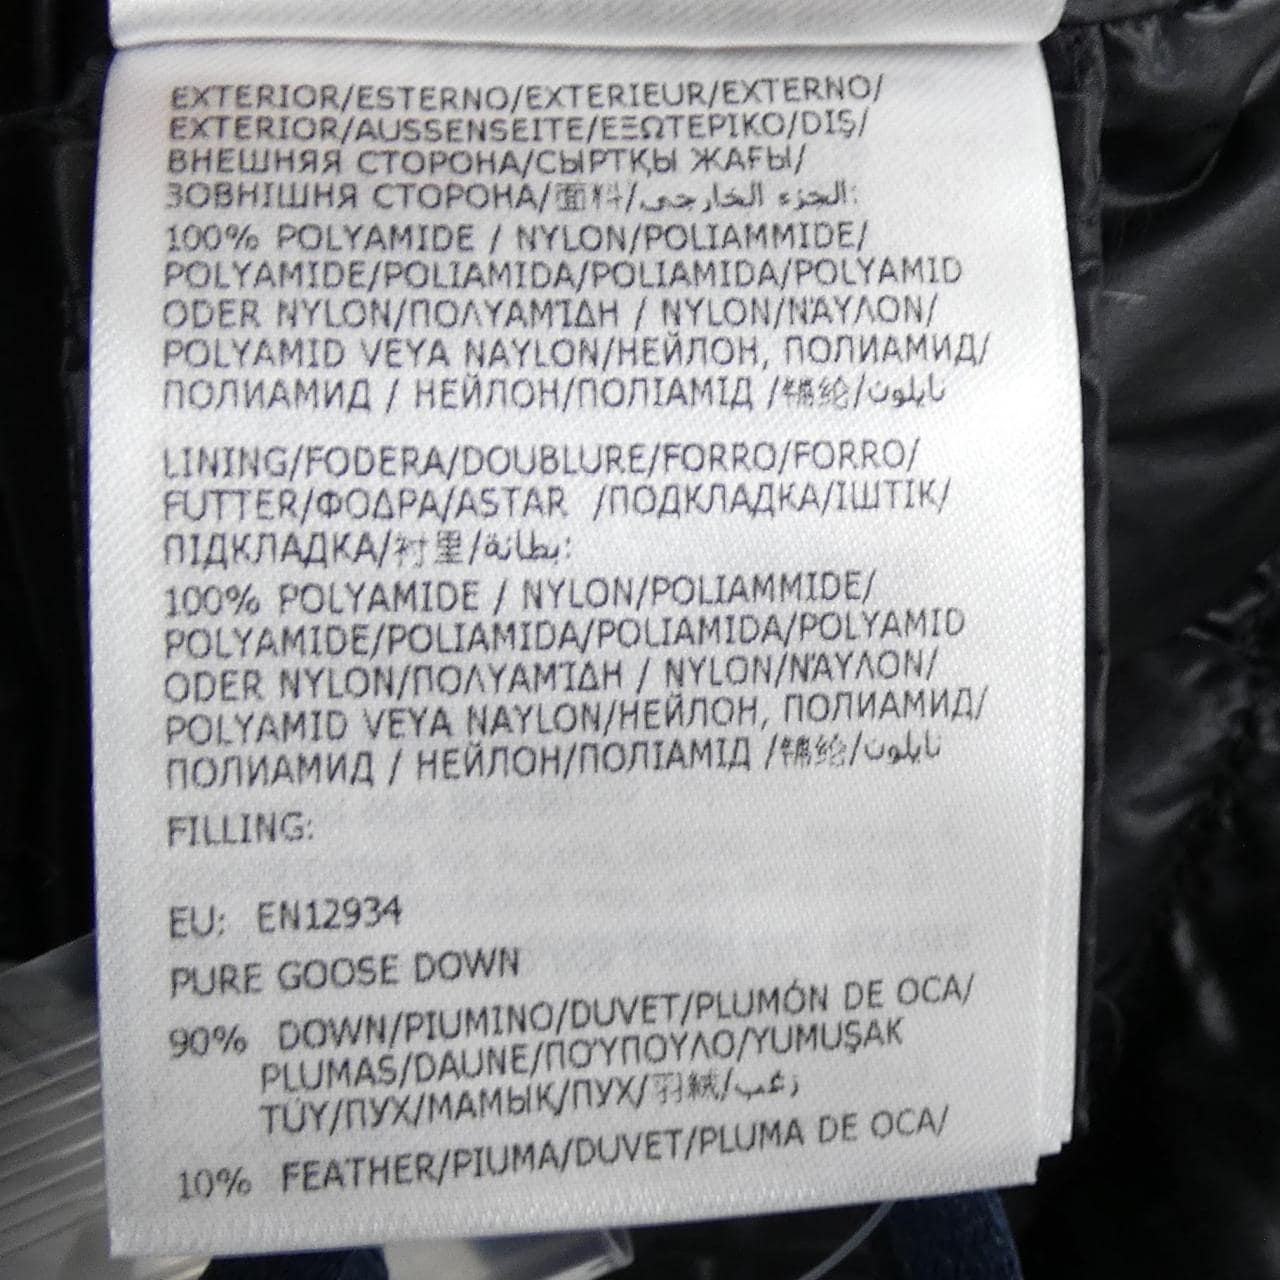 EXTERIOR/ESTERNO/EXTERIEUR/EXTERNO/
EXTERIOR/AUSSENSEITE/ΕΞΩΤΕΡΙΚΟ/DIŞ/
ВНЕШНЯЯ СТОРОНА/СЫРТҚЫ ЖАҒЫ/
ЗОВНІШНЯ СТОРОНА/面料/الجزء الخارجي:
100% POLYAMIDE / NYLON/POLIAMMIDE/
POLYAMIDE/POLIAMIDA/POLIAMIDA/POLYAMID
ODER NYLON/ΠΟΛΥΑΜΊΔΗ / NYLON/ΝΆΥΛΟΝ/
POLYAMID VEYA NAYLON/НЕЙЛОН, ПОЛИАМИД/
ПОЛИАМИД / НЕЙЛОН/ПОЛІАМІД /锦纶/نايلون
LINING/FODERA/DOUBLURE/FORRO/FORRO/
FUTTER/ΦΟΔΡΑ/ASTAR /ПОДКЛАДКА/ІШТІК/
ПІДКЛАДКА/衬里/بطانة:
100% POLYAMIDE / NYLON/POLIAMMIDE/
POLYAMIDE/POLIAMIDA/POLIAMIDA/POLYAMID
ODER NYLON/ΠΟΛΥΑΜΊΔΗ / NYLON/ΝΆΥΛΟΝ/
POLYAMID VEYA NAYLON/НЕЙЛОН, ПОЛИАМИД/
ПОЛИАМИД / НЕЙЛОН/ПОЛІАМІД /锦纶/نايلون
FILLING:
EU: EN12934
PURE GOOSE DOWN
90% DOWN/PIUMINO/DUVET/PLUMÓN DE OCA/
PLUMAS/DAUNE/ΠΟΎΠΟΥΛΟ/YUMUŞAK
TÜY/ПУХ/МАМЫҚ/ПУХ/羽絨/زغب
10% FEATHER/PIUMA/DUVET/PLUMA DE OCA/